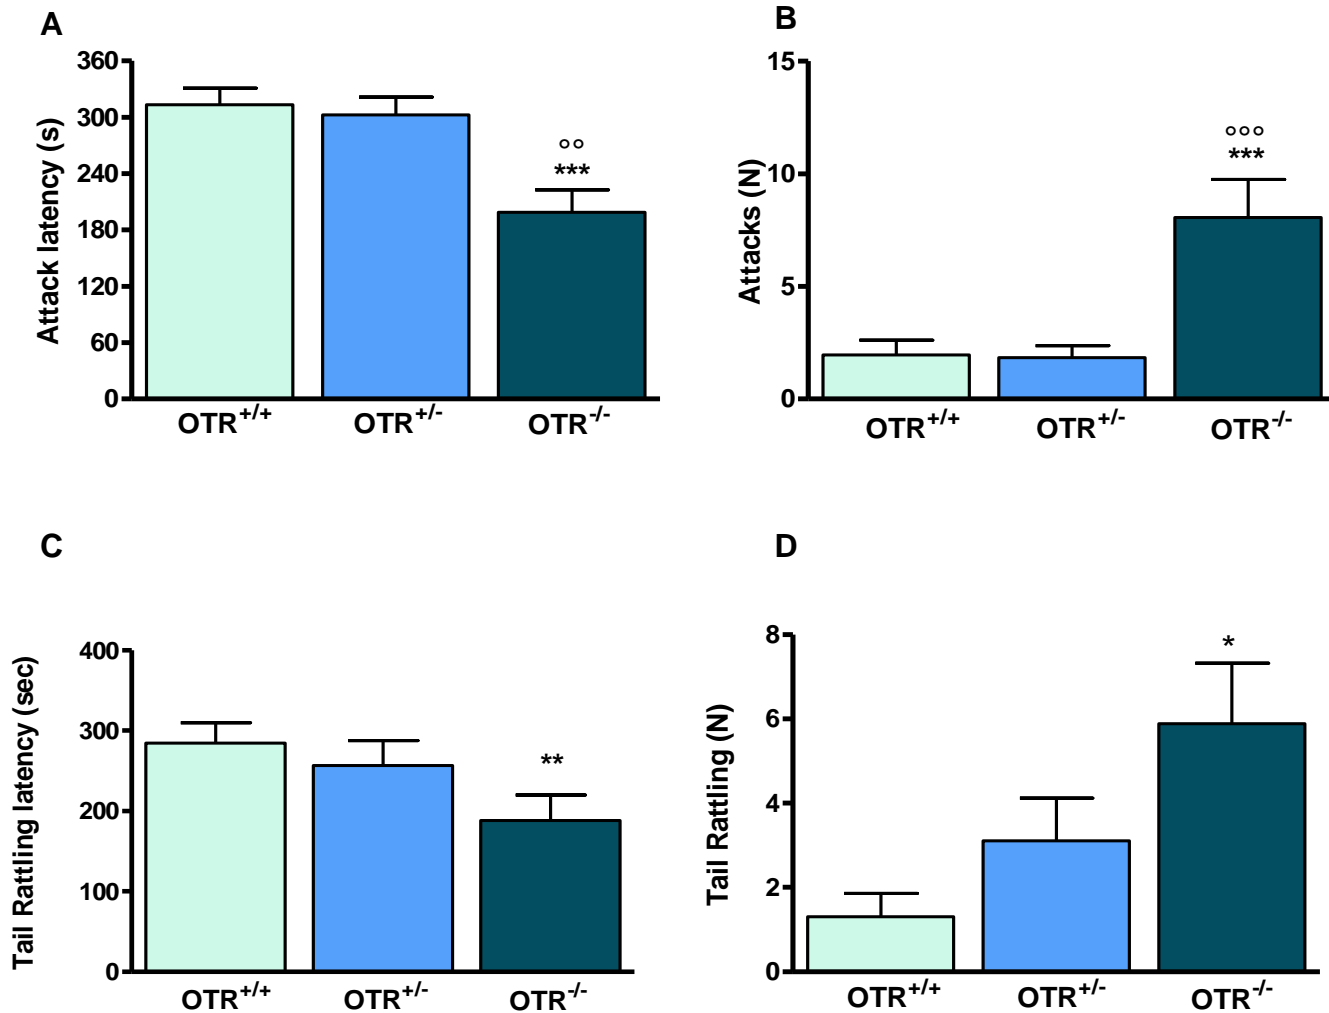 A
Attack latency (s)
360
300
240
180
120
60
0
°°
***
OTR+/+ OTR+/- OTR-/-
B
Attacks (N)
15
10
5
0
°°°
***
OTR+/+ OTR+/- OTR-/-
C
Tail Rattling latency (sec)
400
300
200
100
0
**
OTR+/+ OTR+/- OTR-/-
D
Tail Rattling (N)
8
6
4
2
0
*
OTR+/+ OTR+/- OTR-/-